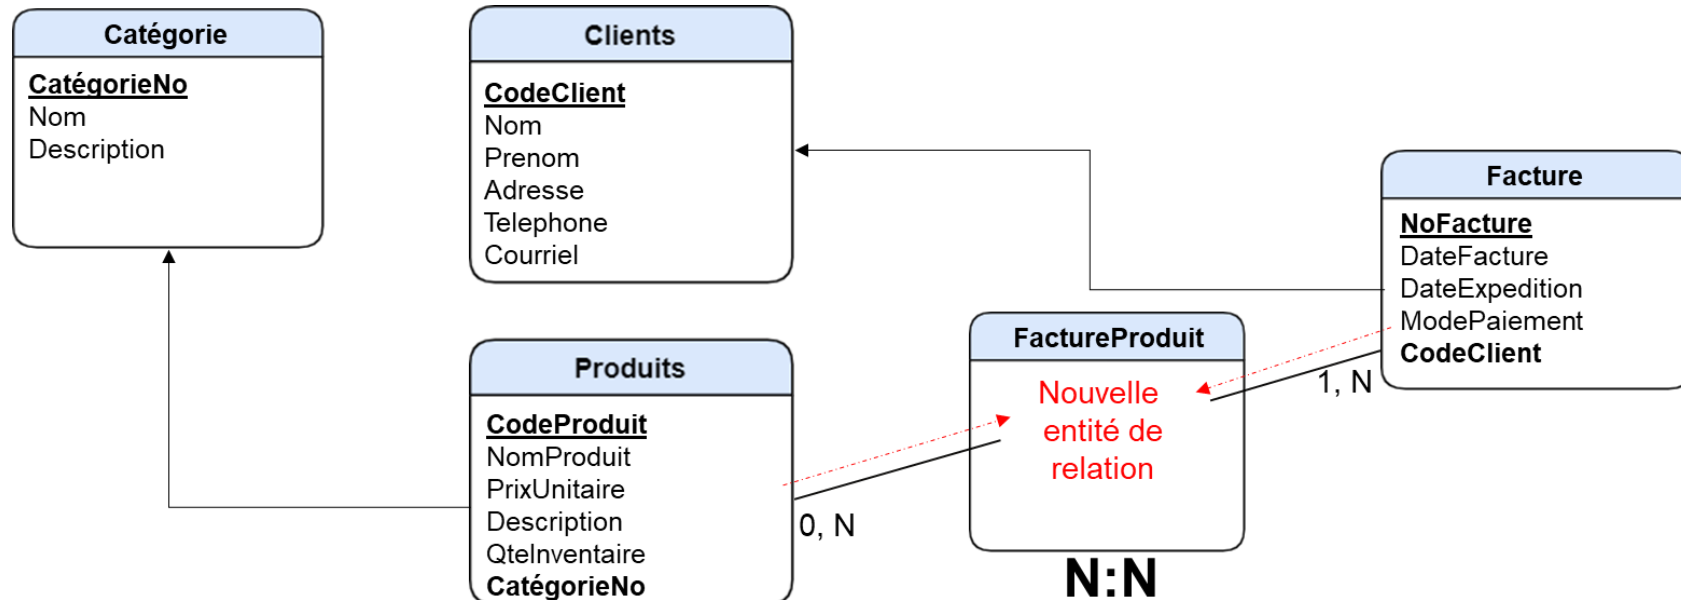 Catégorie
CatégorieNo
Nom
Description
Clients
CodeClient
Nom
Prenom
Adresse
Telephone
Courriel
Facture
NoFacture
DateFacture
DateExpedition
ModePaiement
CodeClient
1, N
FactureProduit
Nouvelle
entité de
relation
N:N
Produits
CodeProduit
NomProduit
PrixUnitaire
Description
QteInventaire
CatégorieNo
0, N